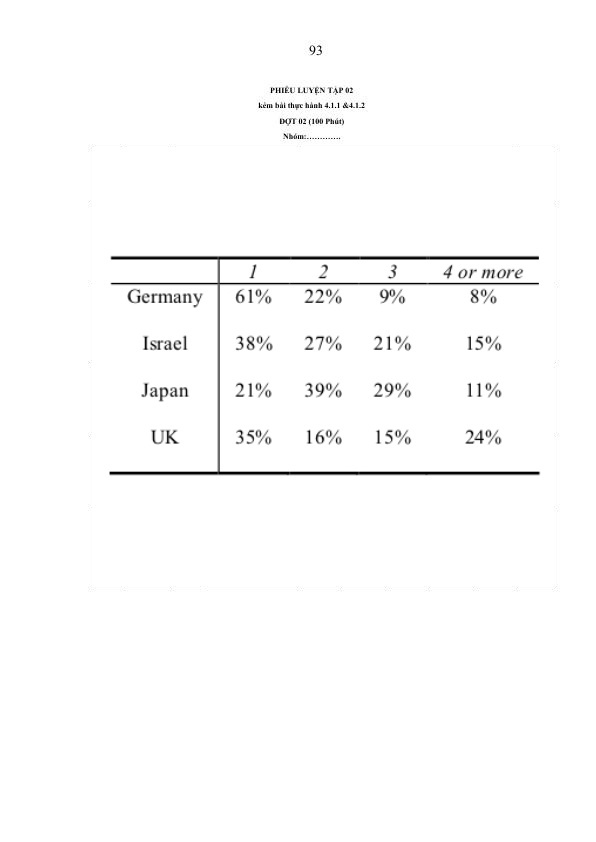 93
PHIẾU LUYỆN TẬP 02
kèm bài thực hành 4.1.1 &4.1.2
ĐỢT 02 (100 Phút)
Nhóm:………….
1 2 3 4 or more
Germany 61% 22% 9% 8%
Israel 38% 27% 21% 15%
Japan 21% 39% 29% 11%
UK 35% 16% 15% 24%